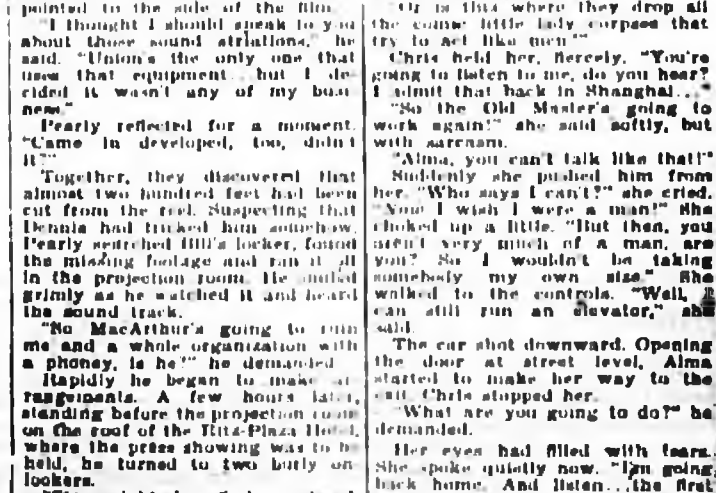 pointed to the side of the film.
"I thought I should speak to you
about those sound striations," he
said. "Union's the only one that
uses that equipment but I de-
cided it wasn't any of my busi-
ness."
Pearly reflected for a moment.
"Came in developed, too, didn't
it?"
Together, they discovered that
almost two hundred feet had been
cut from the reel. Suspecting that
Dennis had tricked him somehow,
Pearly searched Bill's locker, found
the missing footage and ran it
in the projection room. He
grimly as he watched it and heard
the sound track.
"So MacArthur's going to ruin
me and a whole organization with
a phoney, is he?" he demanded
Rapidly he began to make ar-
rangements. A few hours later,
standing before the projection room
on the roof of the Ritz-Plaza Hotel,
where the press showing was to be
held, he turned to two burly on-
lookers.
Or is this where they drop all
the little lady corpses that
try to act like men?"
Chris held her, fiercely. "You're
going to listen to me, do you hear?
I admit that back in Shanghai..."
"So the Old Master's going to
work again!" she said softly, but
with sarcasm.
"Alma, you can't talk like that!"
Suddenly she pushed him from
her. "Who says I can't?" she cried.
"Now I wish I were a man!" She
choked up a little. "But then, you
aren't very much of a man, are
you? So I wouldn't be taking
somebody my own size." She
walked to the controls. "Well, I
can still run an elevator," she
said.
The car shot downward. Opening
the door at street level, Alma
started to make her way to the
exit. Chris stopped her.
"What are you going to do?" he
demanded.
Her eyes had filled with tears.
She spoke quietly now. "I'm going
back home. And listen...the first